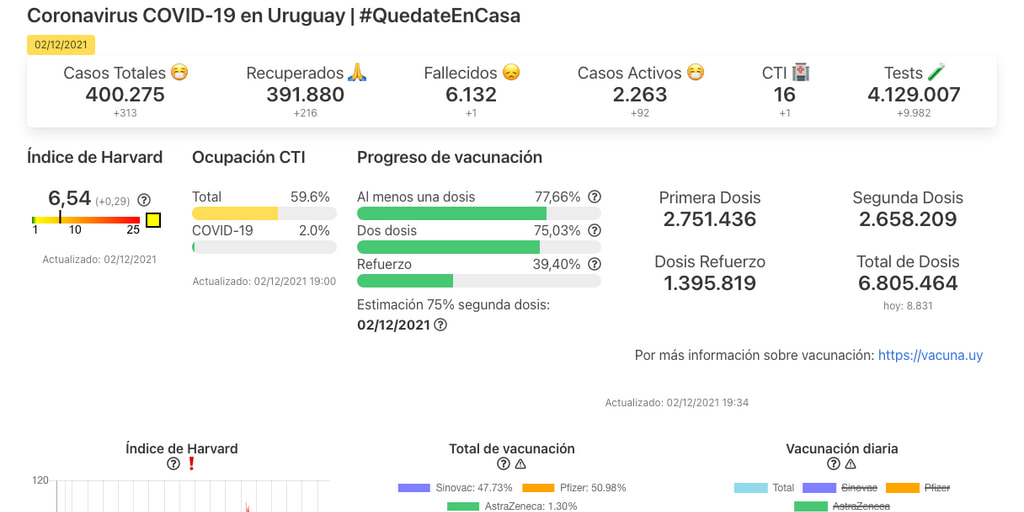 Coronavirus COVID-19 en Uruguay | #QuedateEnCasa
02/12/2021
Casos Totales 😷 Recuperados 🙏 Fallecidos 😞 Casos Activos 😷 CTI 🏥 Tests 🧪
400.275 391.880 6.132 2.263 16 4.129.007
+313 +216 +1 +92 +1 +9.982
Índice de Harvard Ocupación CTI Progreso de vacunación
6,54 (+0,29)
1 10 25
Actualizado: 02/12/2021
Total 59.6%
COVID-19 2.0%
Actualizado: 02/12/2021 19:00
Al menos una dosis 77,66%
Dos dosis 75,03%
Refuerzo 39,40%
Estimación 75% segunda dosis:
02/12/2021
Primera Dosis Segunda Dosis
2.751.436 2.658.209
Dosis Refuerzo Total de Dosis
1.395.819 6.805.464
hoy: 8.831
Por más información sobre vacunación: https://vacuna.uy
Actualizado: 02/12/2021 19:34
Índice de Harvard
120
Total de vacunación
Sinovac: 47.73% Pfizer: 50.98%
AstraZeneca: 1.30%
Vacunación diaria
Total Sinovac Pfizer
AstraZeneca